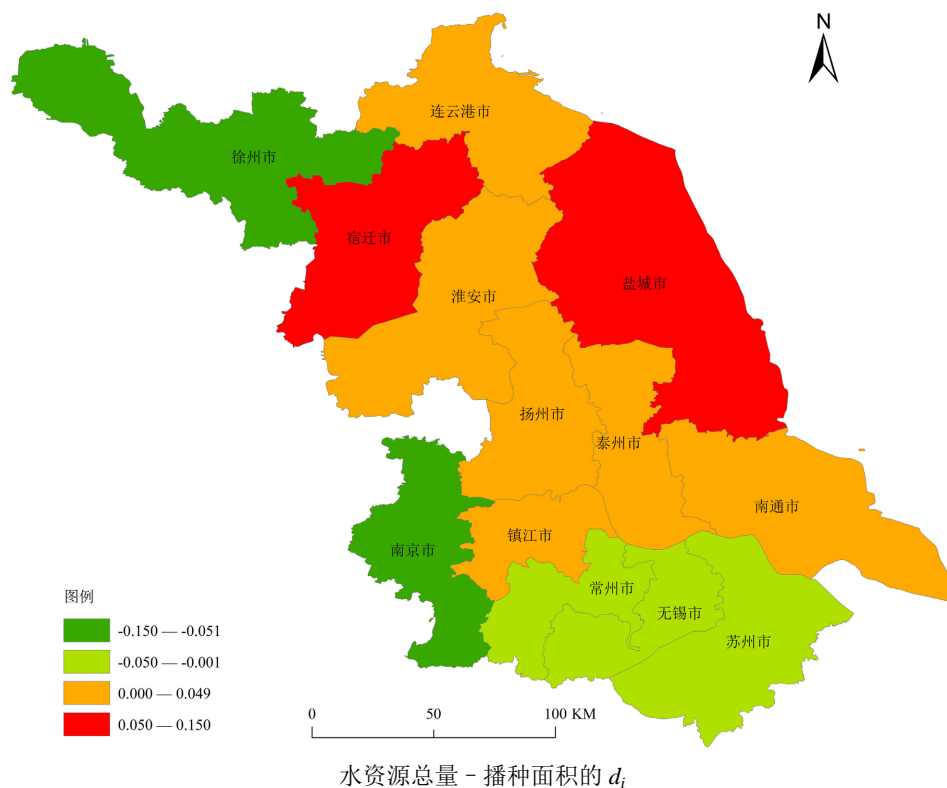 N
连云港市
徐州市
宿迁市
盐城市
淮安市
扬州市
泰州市
南通市
镇江市
南京市
常州市
无锡市
苏州市
图例
-0.150 — -0.051
-0.050 — -0.001
0.000 — 0.049
0.050 — 0.150
0 50 100 KM
水资源总量 - 播种面积的 di